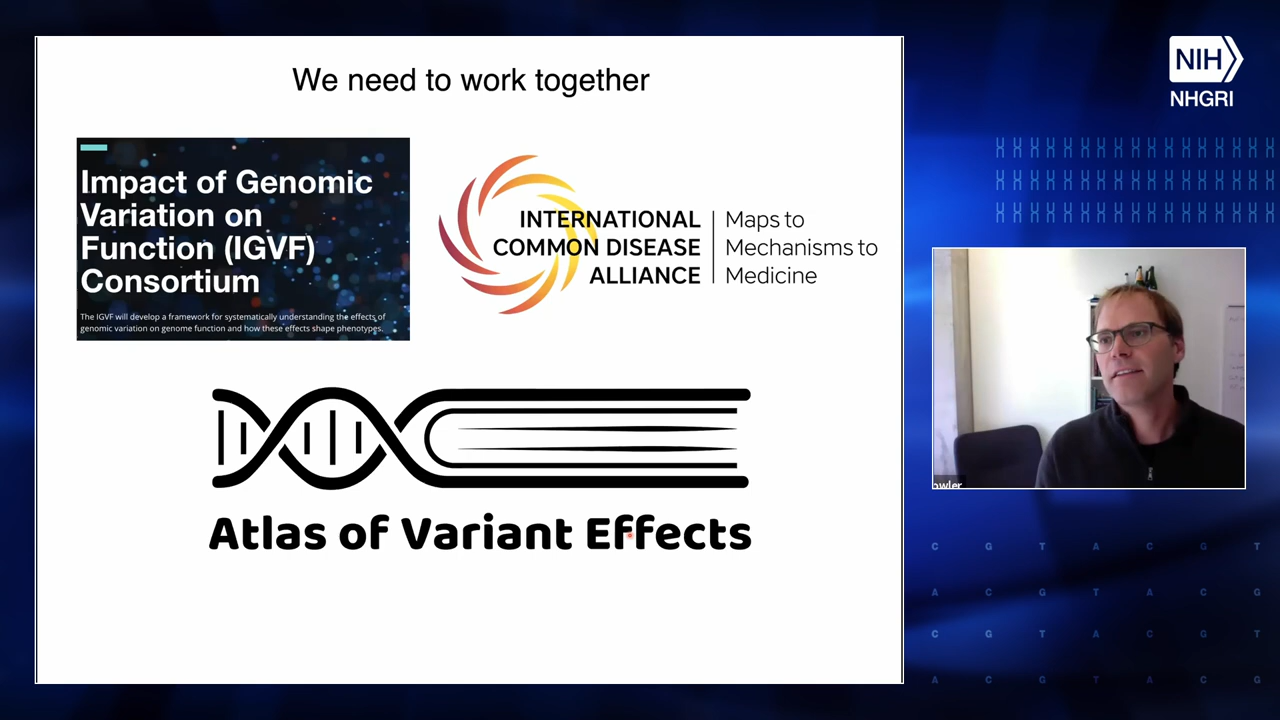 We need to work together
NIH
NHGRI
Impact of Genomic
Variation on
Function (IGVF)
Consortium
The IGVF will develop a framework for systematically understanding the effects of
genomic variation on genome function and how these effects shape phenotypes.
INTERNATIONAL
COMMON DISEASE
ALLIANCE
Maps to
Mechanisms to
Medicine
Atlas of Variant Effects
owler
C G T A C G T
A C G T A C G
C G T A C G T
A C G T A C G